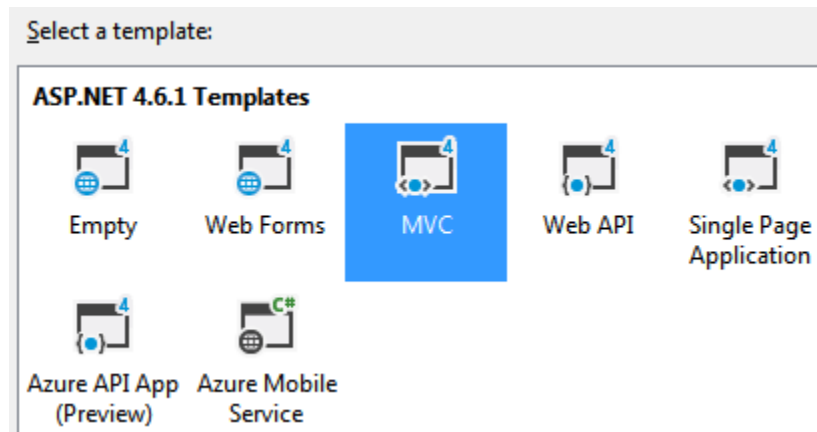 Select a template:
ASP.NET 4.6.1 Templates
4 4 4 4 4
Empty Web Forms MVC Web API Single Page
Application
4 C#
Azure API App Azure Mobile
(Preview) Service